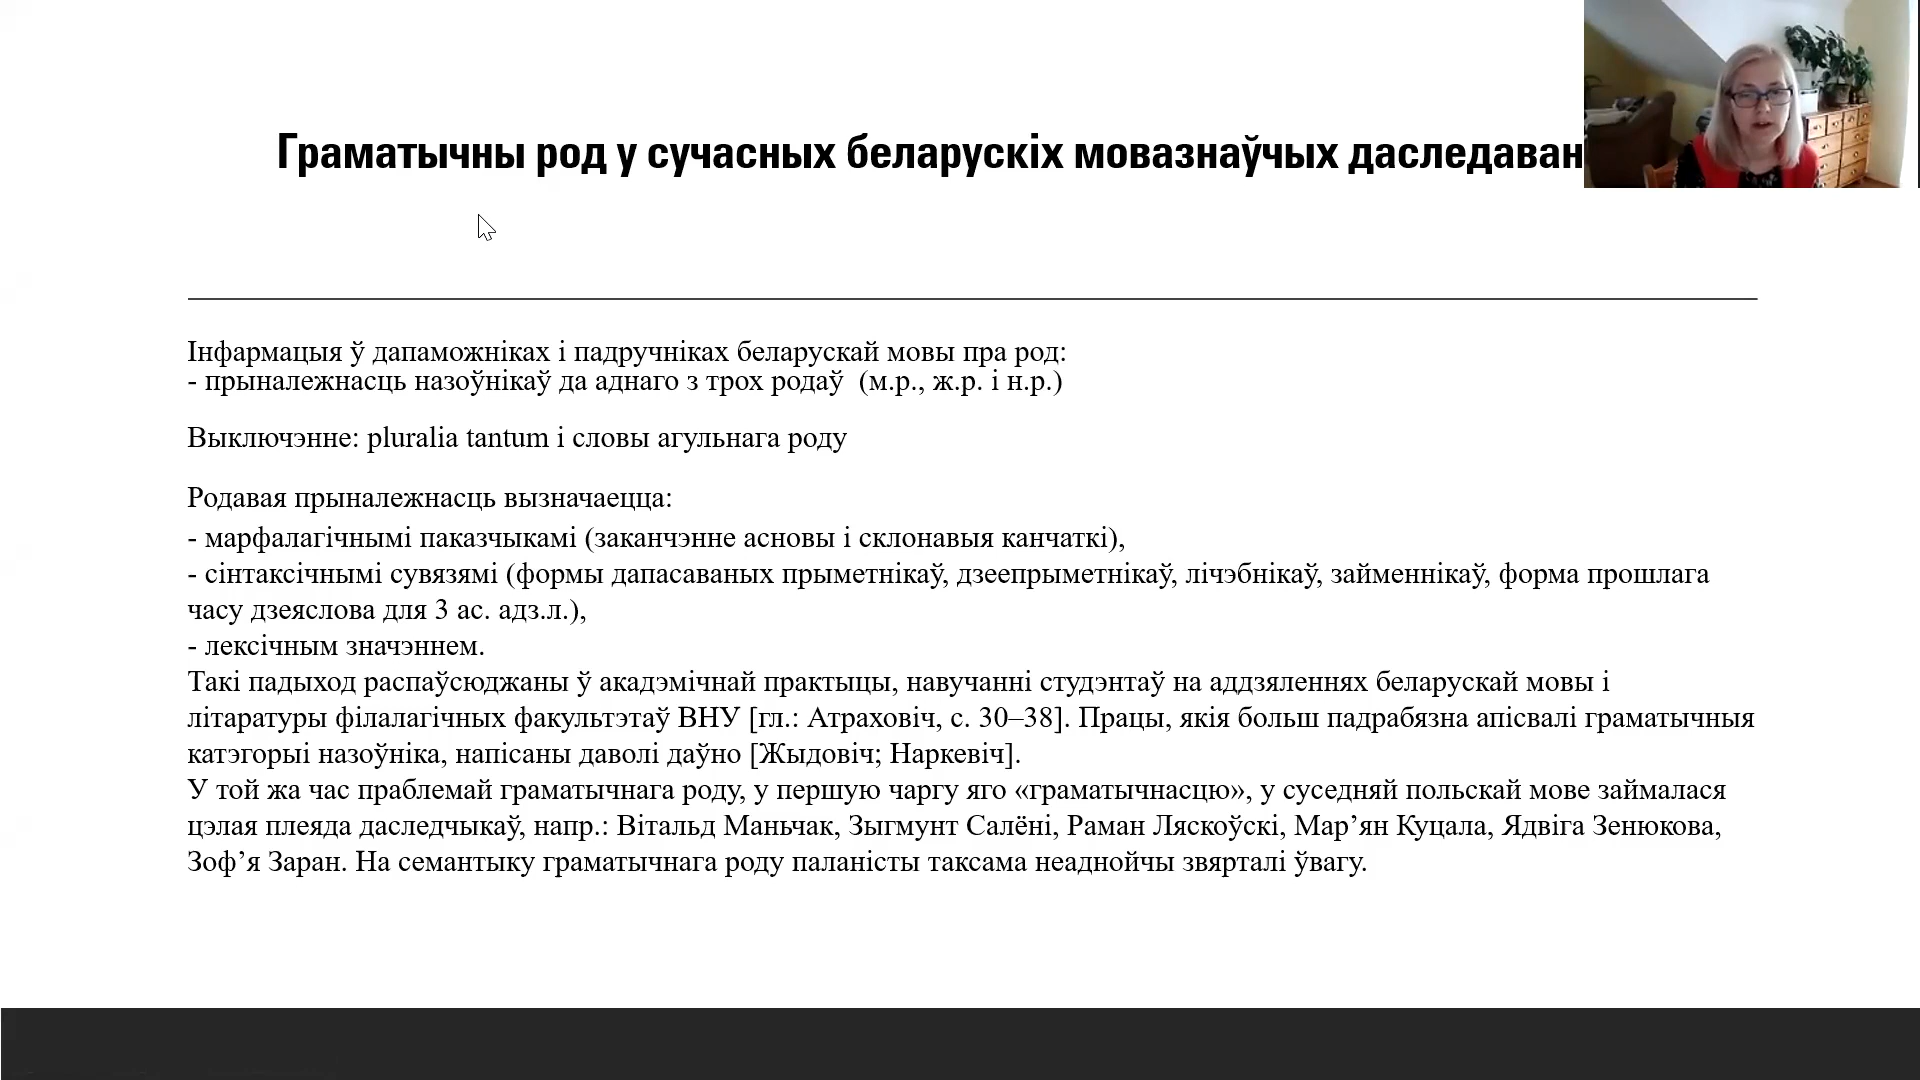 Граматычны род у сучасных беларускіх мовазнаўчых
Інфармацыя ў дапаможніках і падручніках беларускай мовы пра род:
- прыналежнасць назоўнікаў да аднаго з трох родаў (м.р., ж.р. і н.р.)
Выключэнне: pluralia tantum і словы агульнага роду
Родавая прыналежнасць вызначаецца:
- марфалагічнымі паказчыкамі (заканчэнне асновы і склонавыя канчаткі),
- сінтаксічнымі сувязямі (формы дапасаваных прыметнікаў, дзеепрыметнікаў, лічэбнікаў, займеннікаў, форма прошлага
часу дзеяслова для 3 ас. адз.л.),
- лексічным значэннем.
Такі падыход распаўсюджаны ў акадэмічнай практыцы, навучанні студэнтаў на аддзяленнях беларускай мовы і
літаратуры філалагічных факультэтаў ВНУ [гл.: Атраховіч, с. 30–38]. Працы, якія больш падрабязна апісвалі граматычныя
катэгорыі назоўніка, напісаны даволі даўно [Жыдовіч; Наркевіч].
У той жа час праблемай граматычнага роду, у першую чаргу яго «граматычнасцю», у суседняй польскай мове займалася
цэлая плеяда даследчыкаў, напр.: Вітальд Маньчак, Зыгмунт Салёні, Раман Ляскоўскі, Мар’ян Куцала, Ядвіга Зенюкова,
Зоф’я Заран. На семантыку граматычнага роду паланісты таксама неаднойчы звярталі ўвагу.